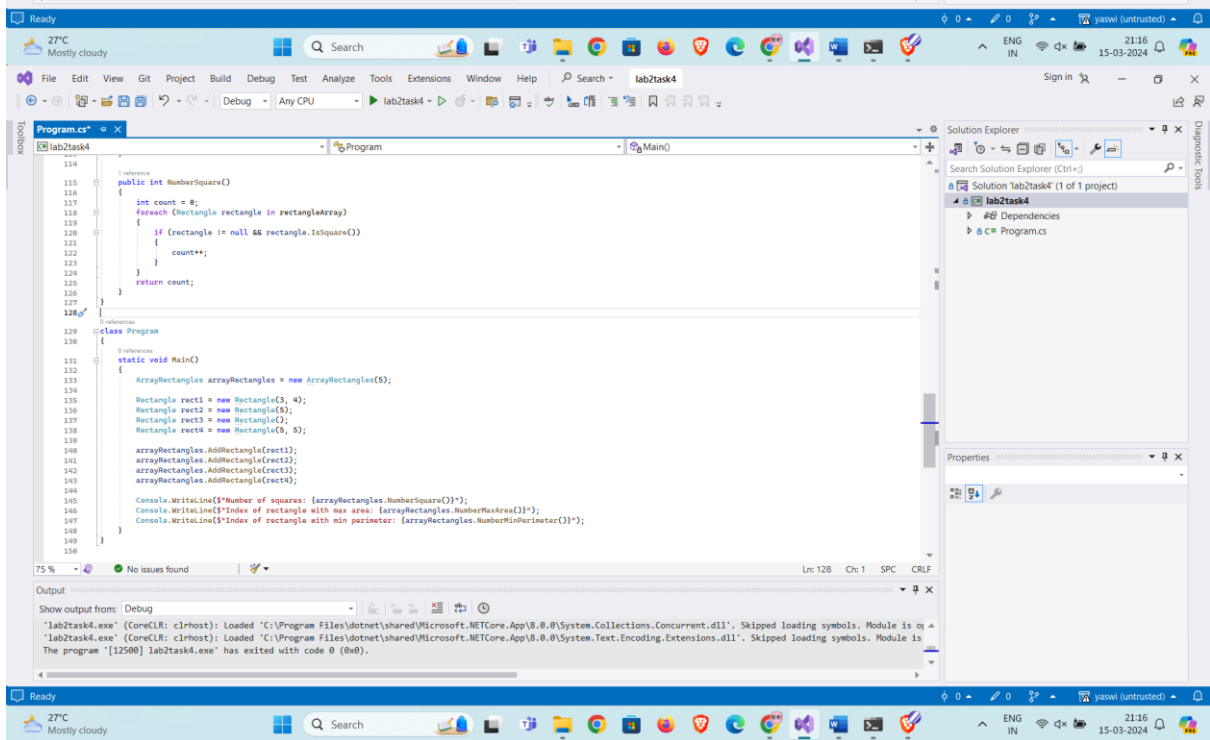 Ready
0
0
yaswi (untrusted)
27°C
Mostly cloudy
Search
ENG
IN
21:16
15-03-2024
File Edit View Git Project Build Debug Test Analyze Tools Extensions Window Help Search lab2task4
Sign in
Debug Any CPU lab2task4
Toolbox
Program.cs*
lab2task4 Program Main()
114
1 reference
115 public int NumberSquare()
116 {
117 int count = 0;
118 foreach (Rectangle rectangle in rectangleArray)
119 {
120 if (rectangle != null && rectangle.IsSquare())
121 {
122 count++;
123 }
124 }
125 return count;
126 }
127 }
128
0 references
129 class Program
130 {
0 references
131 static void Main()
132 {
133 ArrayRectangles arrayRectangles = new ArrayRectangles(5);
134
135 Rectangle rect1 = new Rectangle(3, 4);
136 Rectangle rect2 = new Rectangle(5);
137 Rectangle rect3 = new Rectangle();
138 Rectangle rect4 = new Rectangle(5, 5);
139
140 arrayRectangles.AddRectangle(rect1);
141 arrayRectangles.AddRectangle(rect2);
142 arrayRectangles.AddRectangle(rect3);
143 arrayRectangles.AddRectangle(rect4);
144
145 Console.WriteLine($"Number of squares: {arrayRectangles.NumberSquare()}");
146 Console.WriteLine($"Index of rectangle with max area: {arrayRectangles.NumberMaxArea()}");
147 Console.WriteLine($"Index of rectangle with min perimeter: {arrayRectangles.NumberMinPerimeter()}");
148 }
149 }
150
75 % No issues found Ln: 128 Ch: 1 SPC CRLF
Solution Explorer
Search Solution Explorer (Ctrl+;)
Solution 'lab2task4' (1 of 1 project)
lab2task4
Dependencies
C# Program.cs
Diagnostic Tools
Properties
Output
Show output from: Debug
'lab2task4.exe' (CoreCLR: clrhost): Loaded 'C:\Program Files\dotnet\shared\Microsoft.NETCore.App\8.0.0\System.Collections.Concurrent.dll'. Skipped loading symbols. Module is op
'lab2task4.exe' (CoreCLR: clrhost): Loaded 'C:\Program Files\dotnet\shared\Microsoft.NETCore.App\8.0.0\System.Text.Encoding.Extensions.dll'. Skipped loading symbols. Module is
The program '[12500] lab2task4.exe' has exited with code 0 (0x0).
Ready
0
0
yaswi (untrusted)
27°C
Mostly cloudy
Search
ENG
IN
21:16
15-03-2024